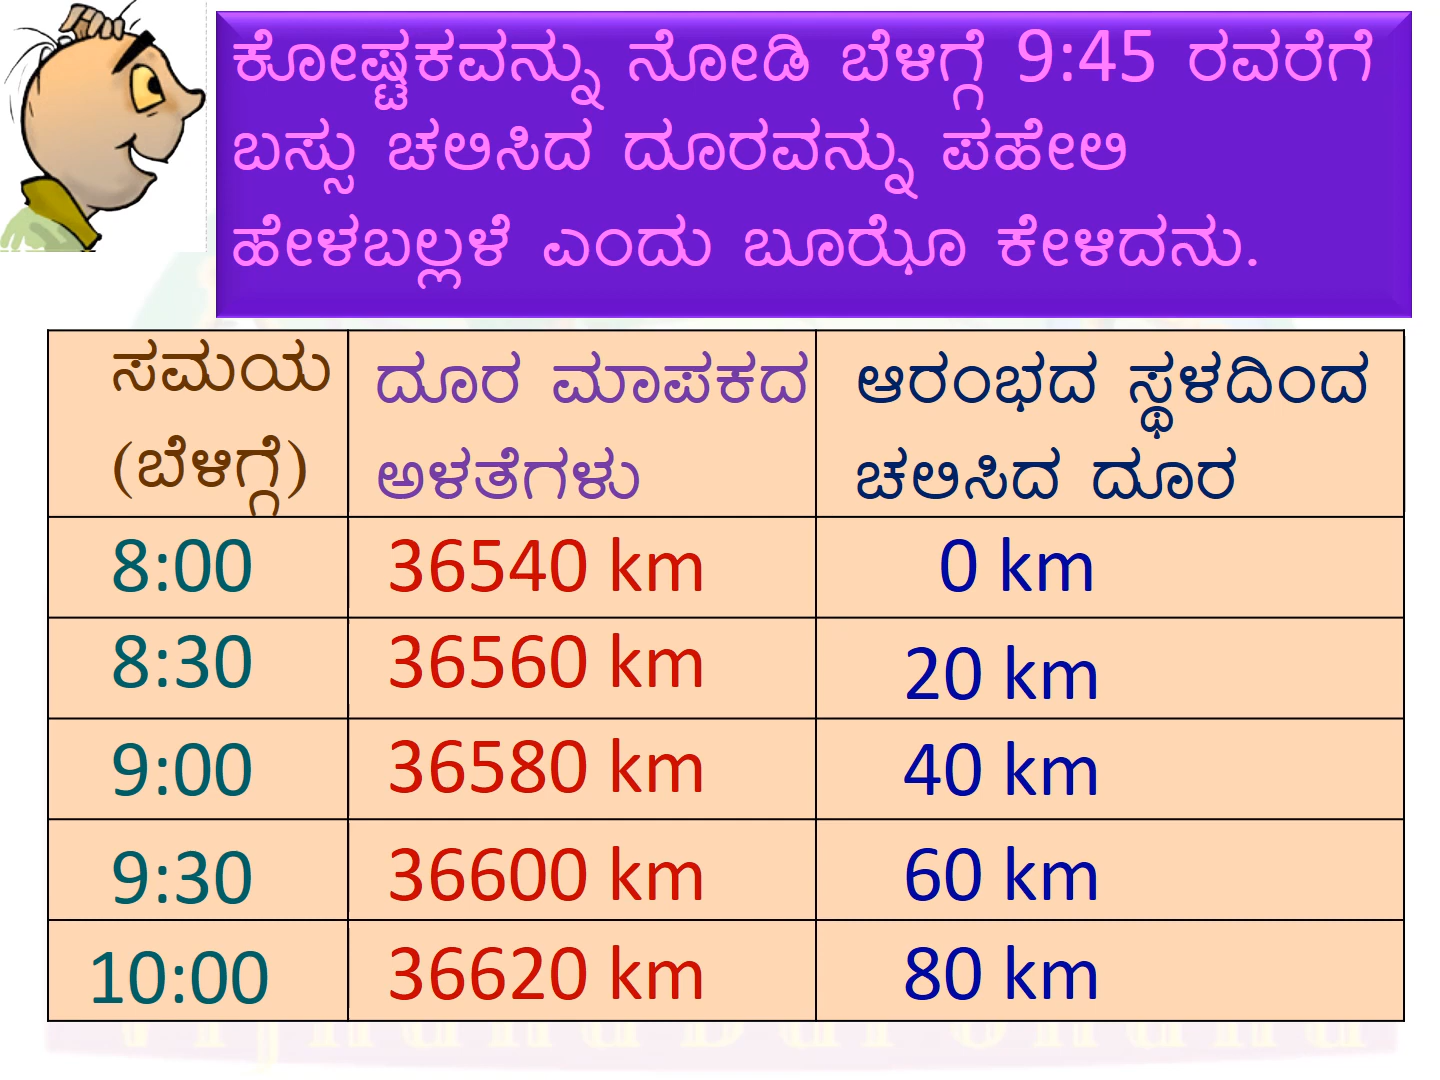 ಕೋಷ್ಟಕವನ್ನು ನೋಡಿ ಬೆಳಿಗ್ಗೆ 9:45 ರವರೆಗೆ
ಬಸ್ಸು ಚಲಿಸಿದ ದೂರವನ್ನು ಪಹೇಲಿ
ಹೇಳಬಲ್ಲಳೆ ಎಂದು ಬೂಝೊ ಕೇಳಿದನು.
ಸಮಯ
(ಬೆಳಿಗ್ಗೆ)
ದೂರ ಮಾಪಕದ
ಅಳತೆಗಳು
ಆರಂಭದ ಸ್ಥಳದಿಂದ
ಚಲಿಸಿದ ದೂರ
8:00 36540 km 0 km
8:30 36560 km 20 km
9:00 36580 km 40 km
9:30 36600 km 60 km
10:00 36620 km 80 km